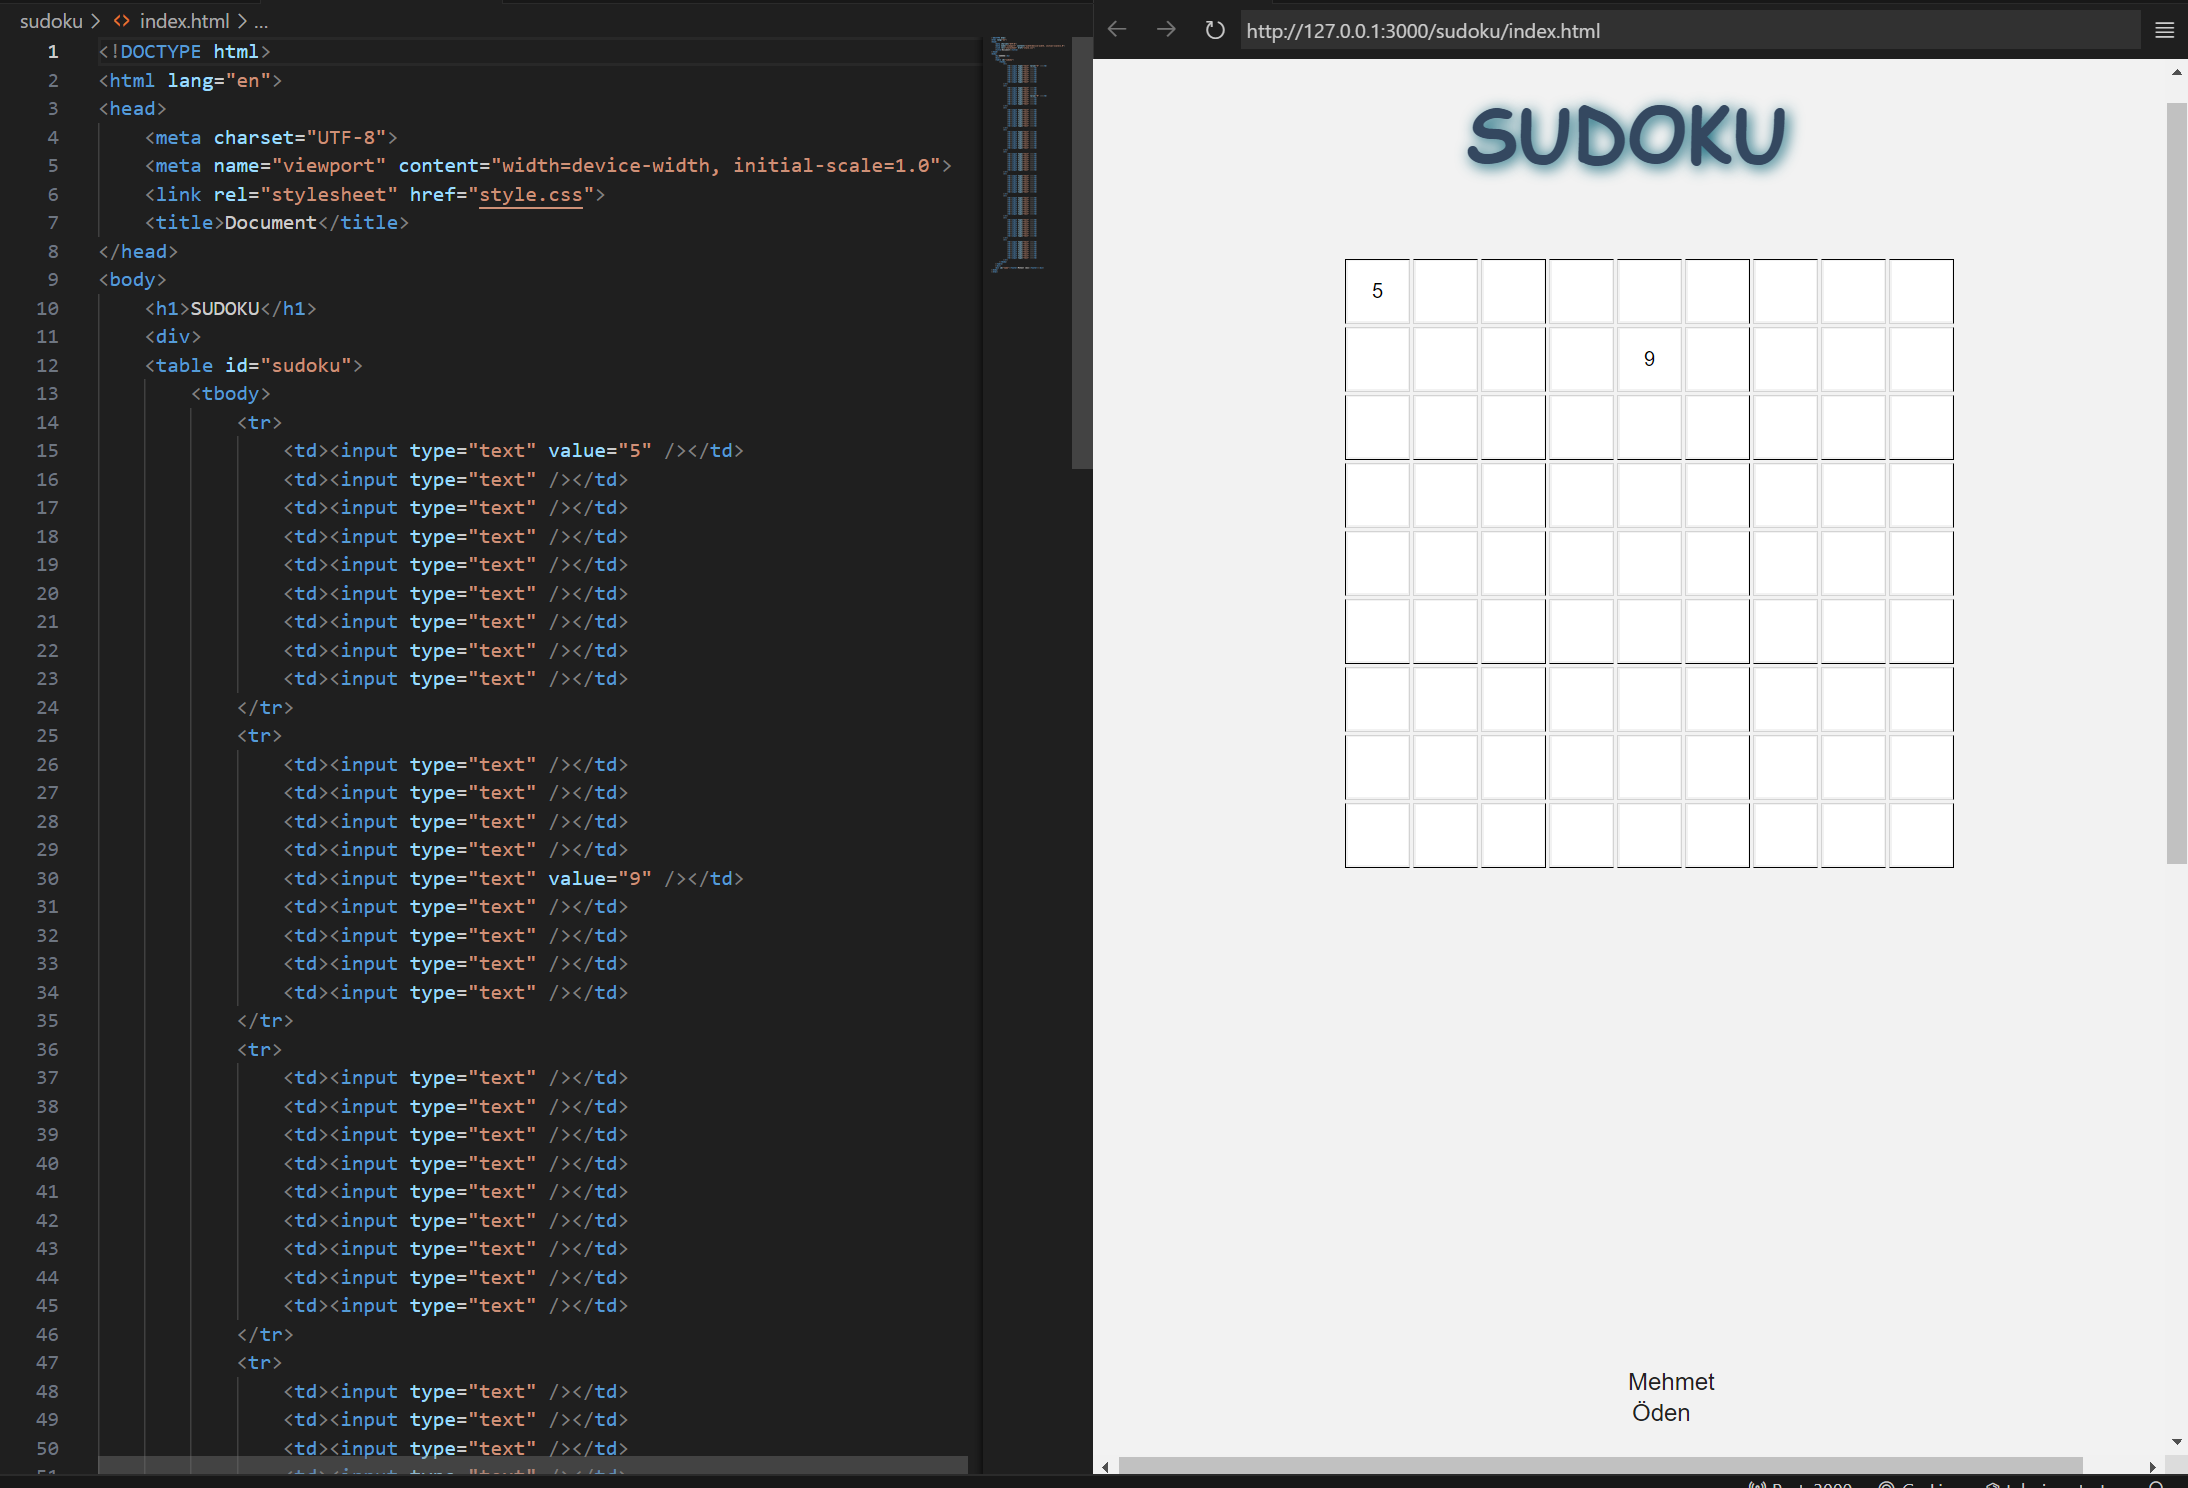 sudoku > <> index.html > ...
1 <!DOCTYPE html>
2 <html lang="en">
3 <head>
4 <meta charset="UTF-8">
5 <meta name="viewport" content="width=device-width, initial-scale=1.0">
6 <link rel="stylesheet" href="style.css">
7 <title>Document</title>
8 </head>
9 <body>
10 <h1>SUDOKU</h1>
11 <div>
12 <table id="sudoku">
13 <tbody>
14 <tr>
15 <td><input type="text" value="5" /></td>
16 <td><input type="text" /></td>
17 <td><input type="text" /></td>
18 <td><input type="text" /></td>
19 <td><input type="text" /></td>
20 <td><input type="text" /></td>
21 <td><input type="text" /></td>
22 <td><input type="text" /></td>
23 <td><input type="text" /></td>
24 </tr>
25 <tr>
26 <td><input type="text" /></td>
27 <td><input type="text" /></td>
28 <td><input type="text" /></td>
29 <td><input type="text" /></td>
30 <td><input type="text" value="9" /></td>
31 <td><input type="text" /></td>
32 <td><input type="text" /></td>
33 <td><input type="text" /></td>
34 <td><input type="text" /></td>
35 </tr>
36 <tr>
37 <td><input type="text" /></td>
38 <td><input type="text" /></td>
39 <td><input type="text" /></td>
40 <td><input type="text" /></td>
41 <td><input type="text" /></td>
42 <td><input type="text" /></td>
43 <td><input type="text" /></td>
44 <td><input type="text" /></td>
45 <td><input type="text" /></td>
46 </tr>
47 <tr>
48 <td><input type="text" /></td>
49 <td><input type="text" /></td>
50 <td><input type="text" /></td>
http://127.0.0.1:3000/sudoku/index.html
SUDOKU
5
9
Mehmet
Öden